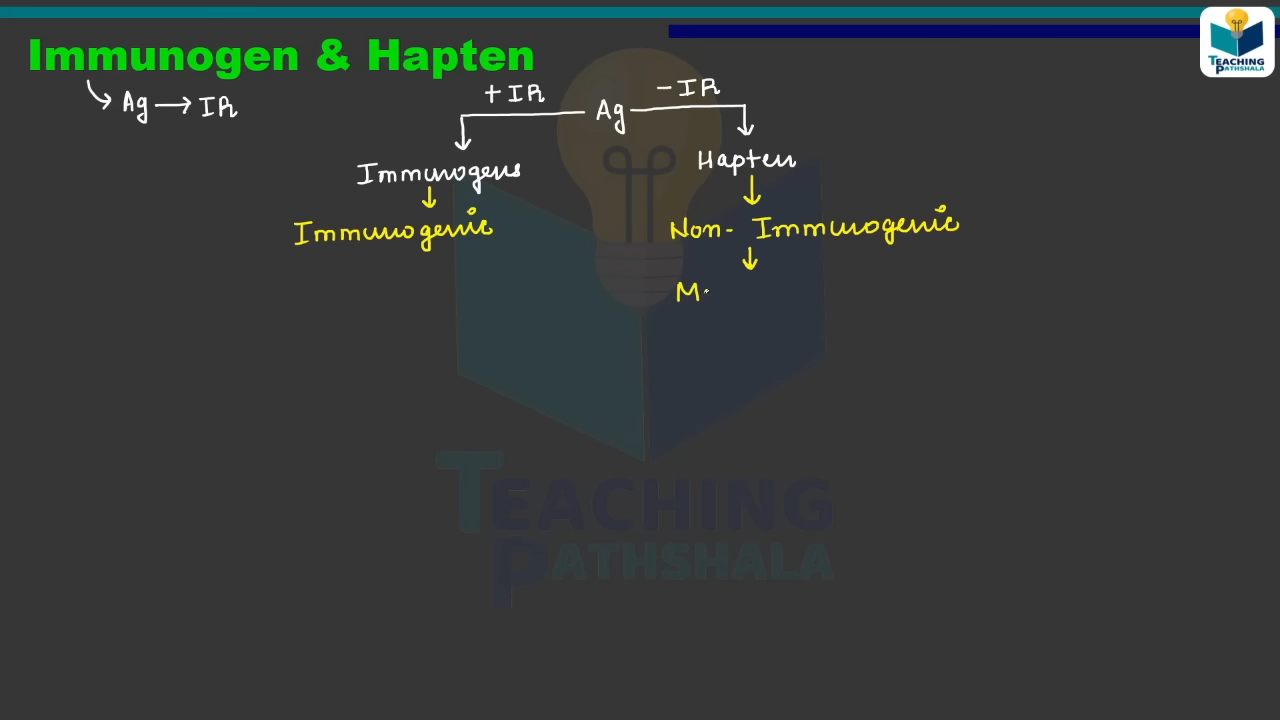 Immunogen & Hapten
TEACHING
PATHSHALA
Ag → IR
+IR Ag -IR
Immunogens Hapten
Immunogenic Non-Immunogenic
M.
TEACHING
PATHSHALA